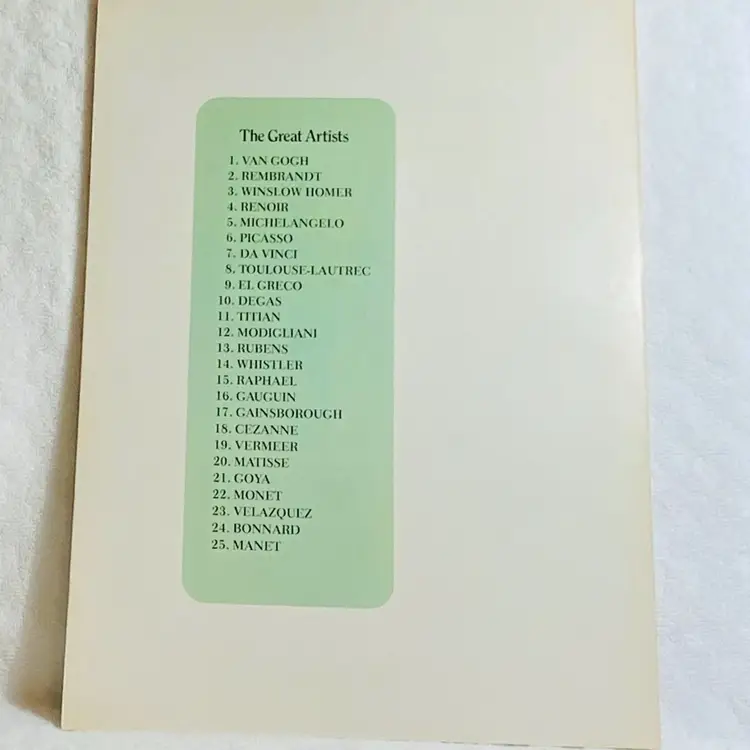 The Great Artists
1. VAN GOGH
2. REMBRANDT
3. WINSLOW HOMER
4. RENOIR
5. MICHELANGELO
6. PICASSO
7. DA VINCI
8. TOULOUSE-LAUTREC
9. EL GRECO
10. DEGAS
11. TITIAN
12. MODIGLIANI
13. RUBENS
14. WHISTLER
15. RAPHAEL
16. GAUGUIN
17. GAINSBOROUGH
18. CEZANNE
19. VERMEER
20. MATISSE
21. GOYA
22. MONET
23. VELAZQUEZ
24. BONNARD
25. MANET